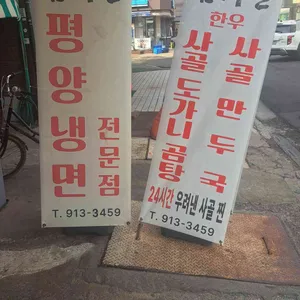 평양냉면
전문점
T. 913-3459
한우
사골만두국
사골도가니곰탕
24시간 우려낸 사골 찐
T. 913-3459